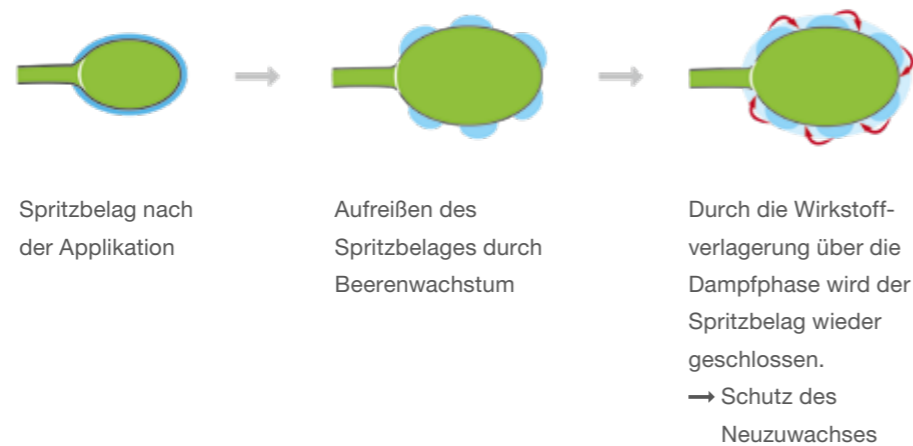 Spritzbelag nach
der Applikation
Aufreißen des
Spritzbelages durch
Beerenwachstum
Durch die Wirkstoff-
verlagerung über die
Dampfphase wird der
Spritzbelag wieder
geschlossen.
→ Schutz des
Neuzuwachses